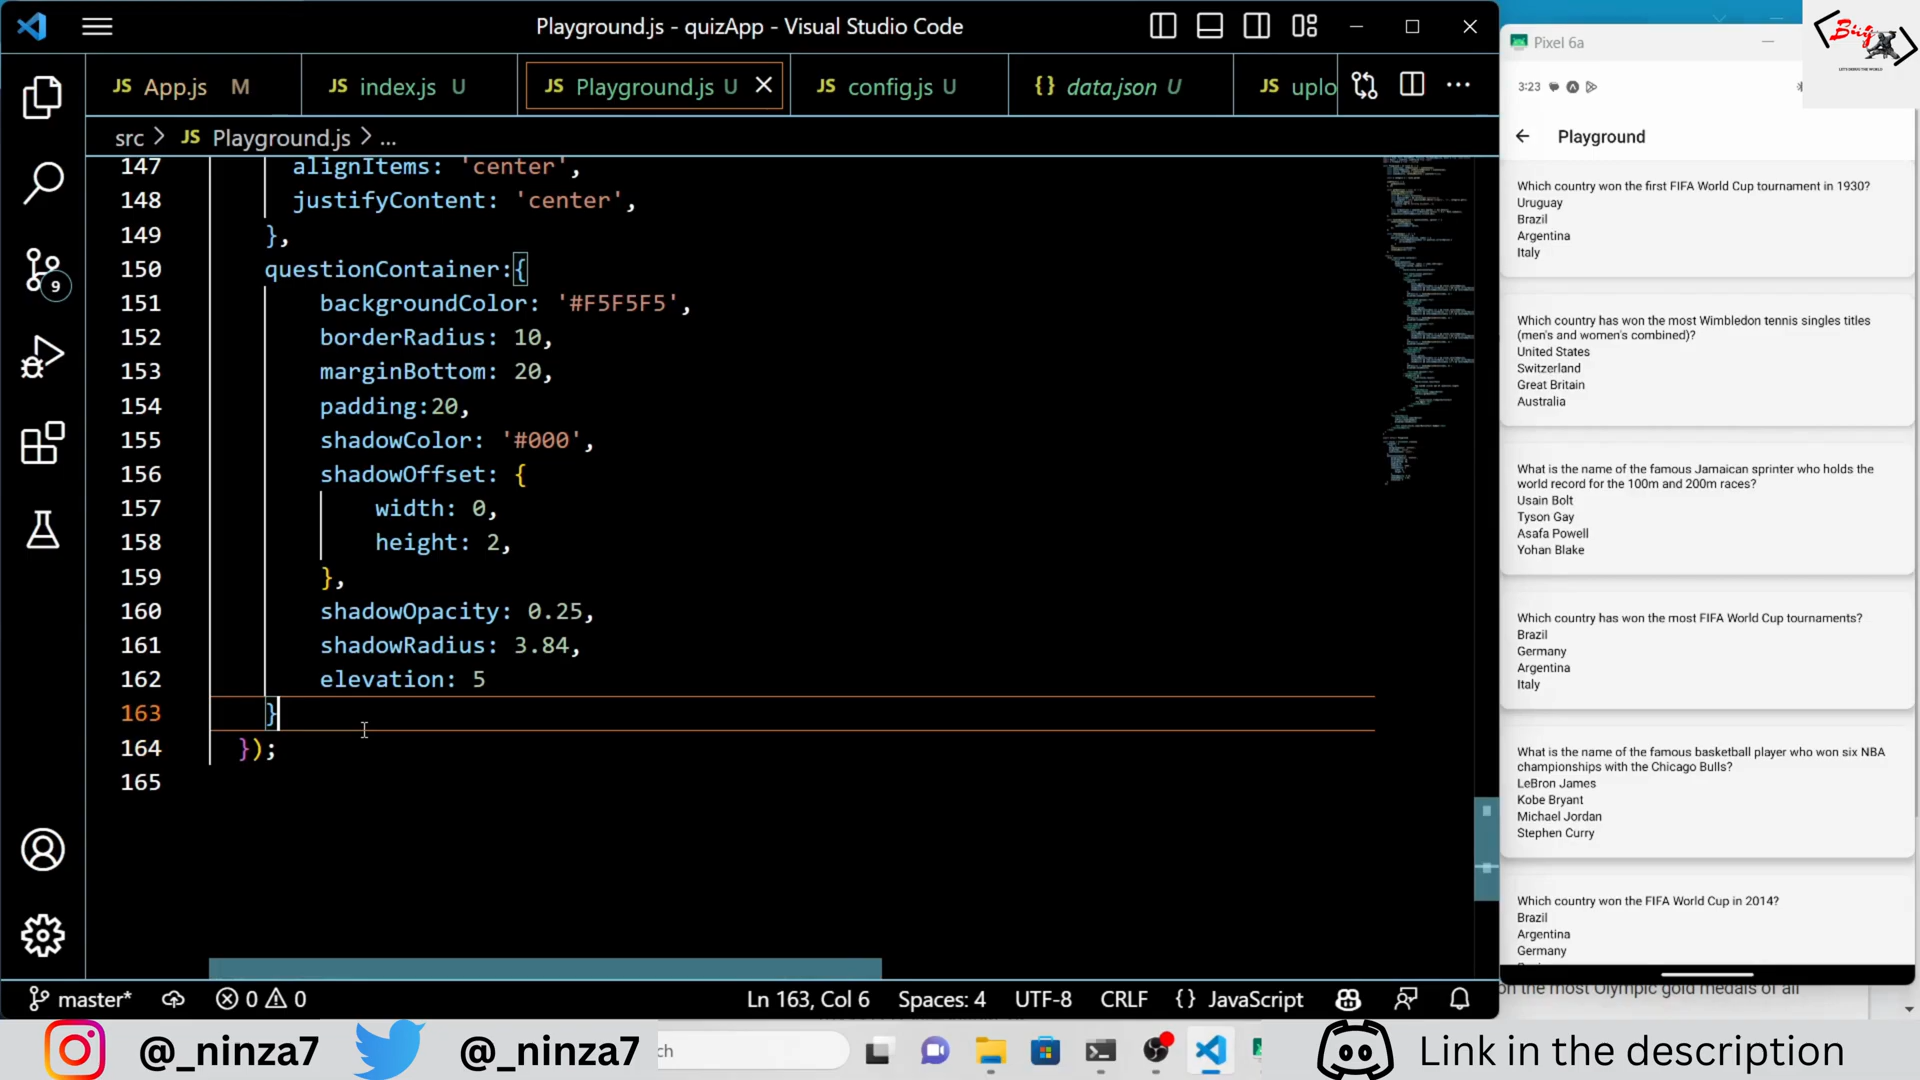 Playground.js - quizApp - Visual Studio Code
JS App.js M
JS index.js U
JS Playground.js U
JS config.js U
{} data.json U
JS uplo
src > JS Playground.js > ...
147 alignItems: 'center',
148 justifyContent: 'center',
149 },
150 questionContainer:{
151 backgroundColor: '#F5F5F5',
152 borderRadius: 10,
153 marginBottom: 20,
154 padding:20,
155 shadowColor: '#000',
156 shadowOffset: {
157 width: 0,
158 height: 2,
159 },
160 shadowOpacity: 0.25,
161 shadowRadius: 3.84,
162 elevation: 5
163 }
164 });
165
9
master* 0 0 Ln 163, Col 6 Spaces: 4 UTF-8 CRLF {} JavaScript
Pixel 6a
Bug
3:23
Playground
Which country won the first FIFA World Cup tournament in 1930?
Uruguay
Brazil
Argentina
Italy
Which country has won the most Wimbledon tennis singles titles
(men's and women's combined)?
United States
Switzerland
Great Britain
Australia
What is the name of the famous Jamaican sprinter who holds the
world record for the 100m and 200m races?
Usain Bolt
Tyson Gay
Asafa Powell
Yohan Blake
Which country has won the most FIFA World Cup tournaments?
Brazil
Germany
Argentina
Italy
What is the name of the famous basketball player who won six NBA
championships with the Chicago Bulls?
LeBron James
Kobe Bryant
Michael Jordan
Stephen Curry
Which country won the FIFA World Cup in 2014?
Brazil
Argentina
Germany
on the most Olympic gold medals of all
@_ninza7 @_ninza7 ch Link in the description